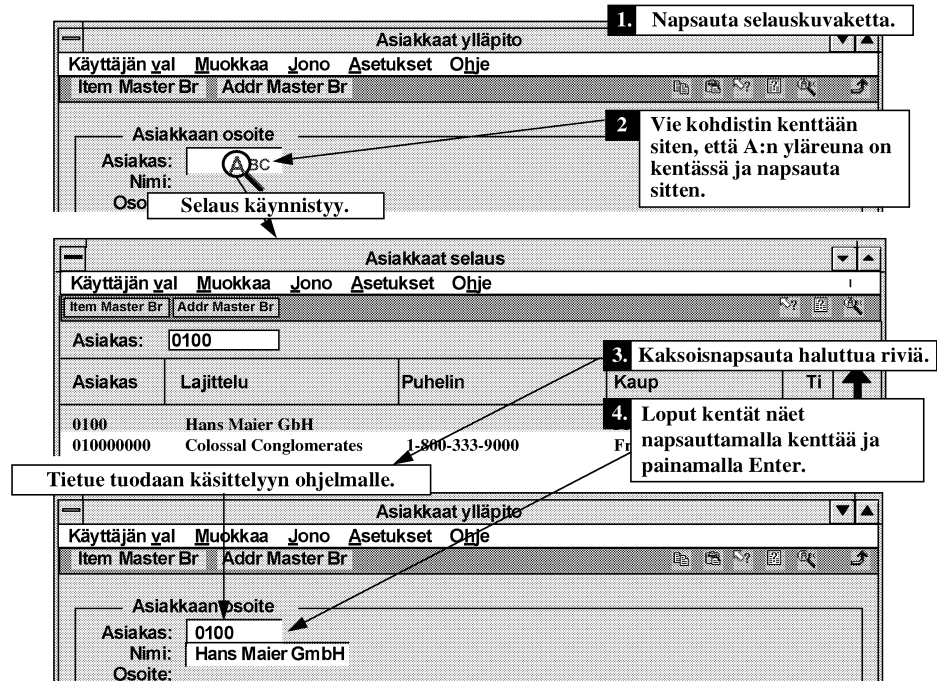 1. Napsauta selauskuvaketta.
Asiakkaat ylläpito
Käyttäjän val Muokkaa Jono Asetukset Ohje
Item Master Br Addr Master Br
2 Vie kohdistin kenttään
siten, että A:n yläreuna on
kentässä ja napsauta
sitten.
Asiakkaan osoite
Asiakas: ABC
Nimi:
Oso
Selaus käynnistyy.
Asiakkaat selaus
Käyttäjän val Muokkaa Jono Asetukset Ohje
Item Master Br Addr Master Br
Asiakas: 0100
3. Kaksoisnapsauta haluttua riviä.
Asiakas Lajittelu Puhelin Kaup Ti
0100 Hans Maier GbH
010000000 Colossal Conglomerates 1-800-333-9000 Fr
4. Loput kentät näet
napsauttamalla kenttää ja
painamalla Enter.
Tietue tuodaan käsittelyyn ohjelmalle.
Asiakkaat ylläpito
Käyttäjän val Muokkaa Jono Asetukset Ohje
Item Master Br Addr Master Br
Asiakkaan osoite
Asiakas: 0100
Nimi: Hans Maier GmbH
Osoite: